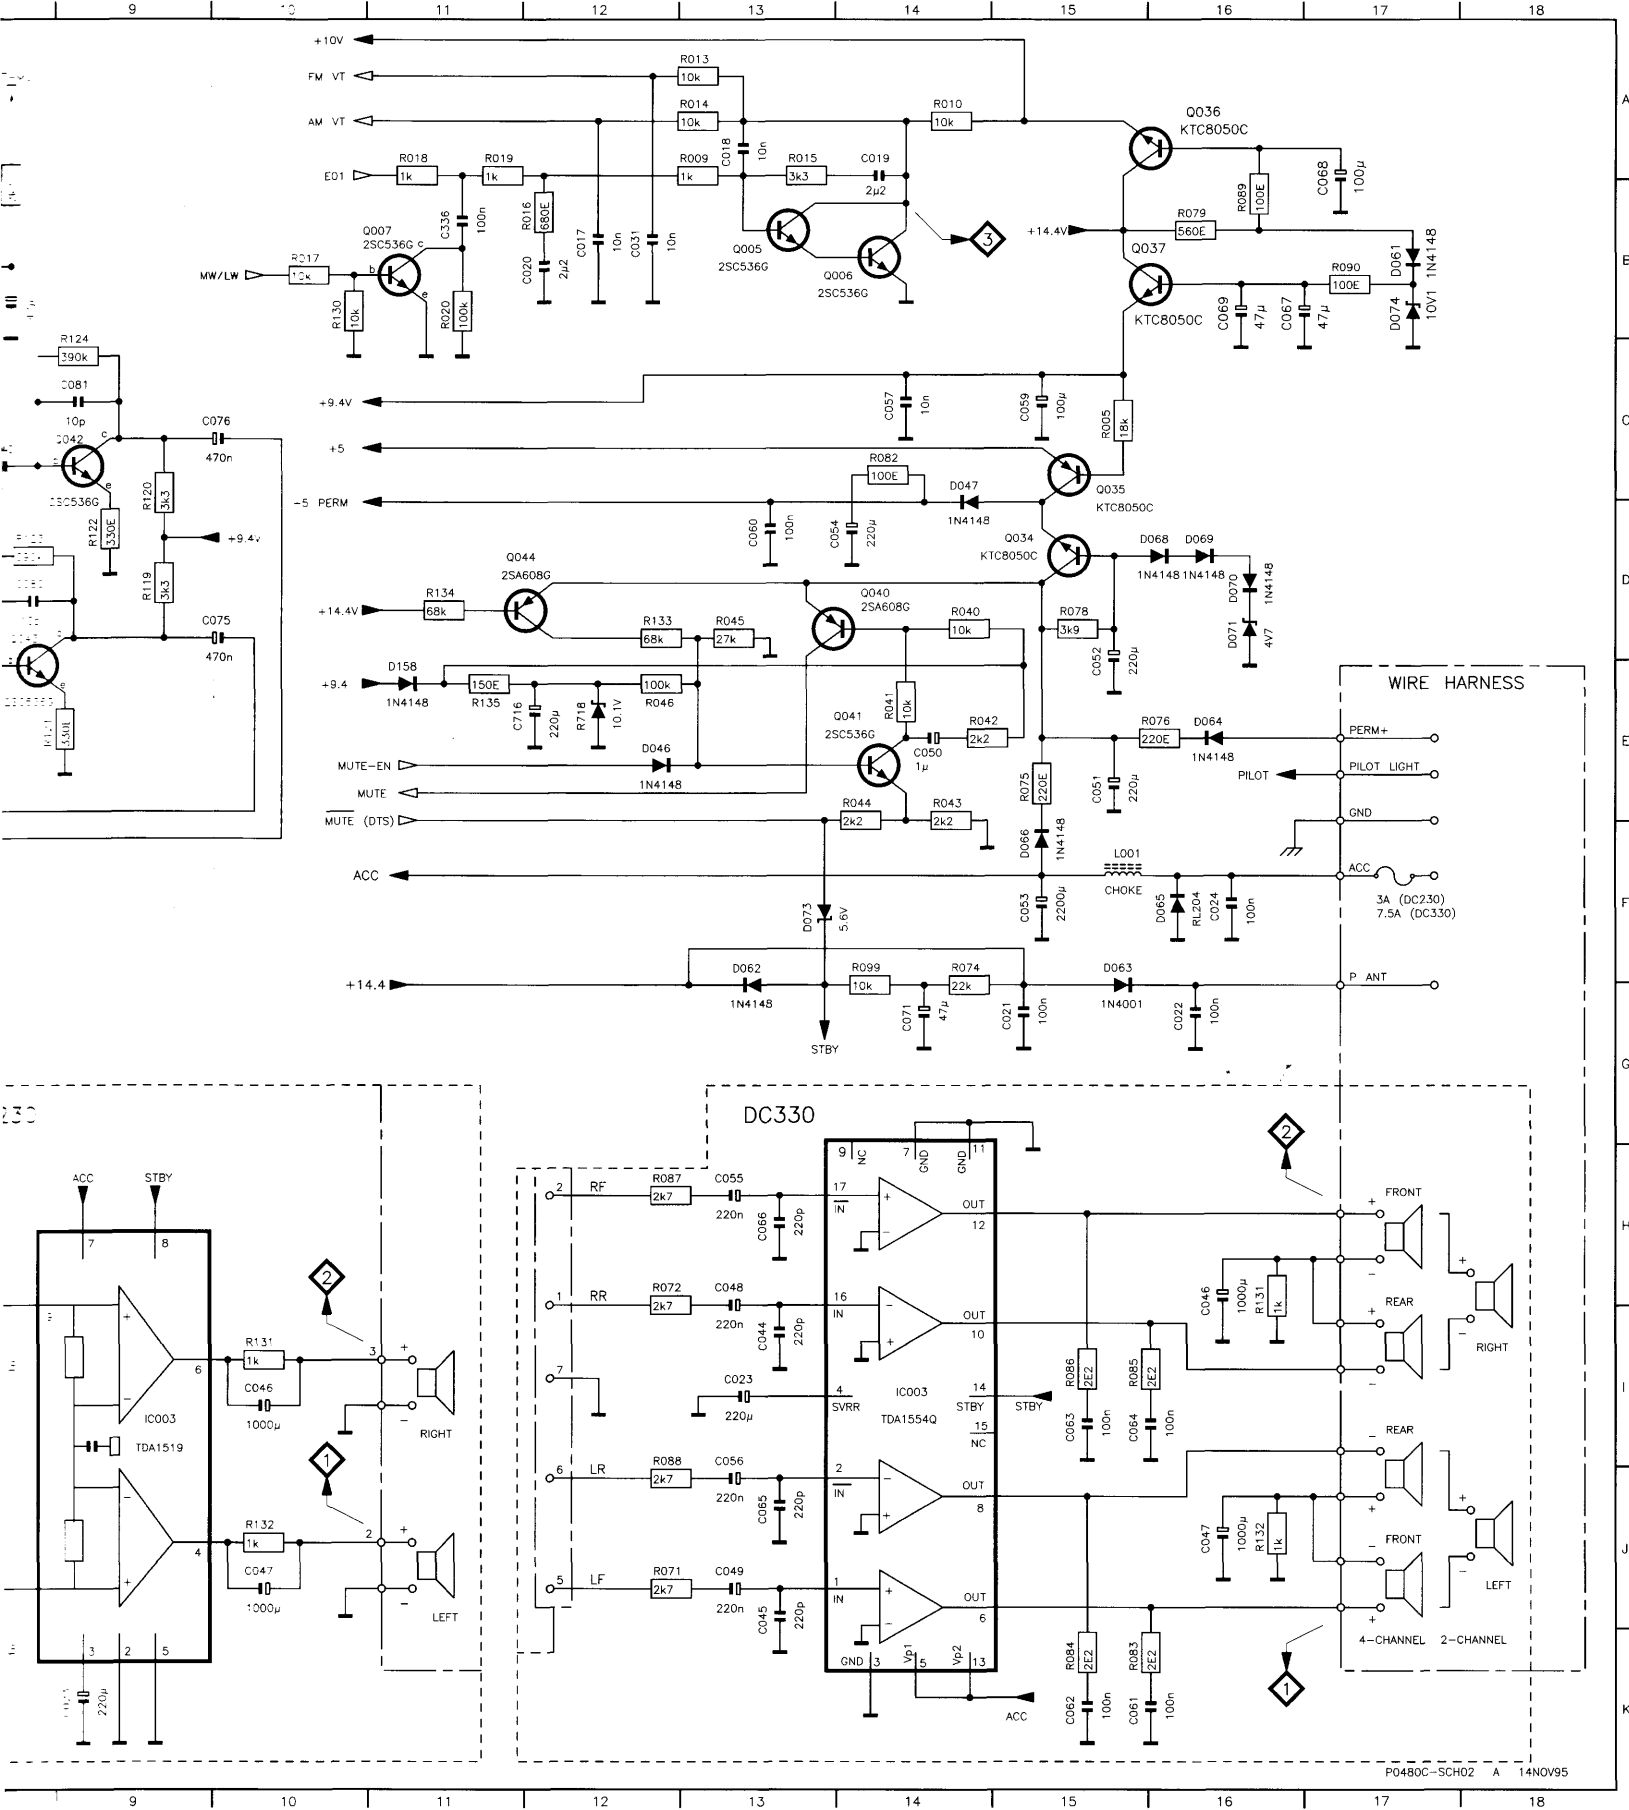 9 10 11 12 13 14 15 16 17 18
+10V
FM VT
R013
10k
A
AM VT
R014
10k
R010
10k
Q036
KTC8050C
C018
10n
E01
R018
1k
R019
1k
R009
1k
R015
3k3
C019
2µ2
R089
100E
C068
100µ
C336
100n
R016
680E
C020
2µ2
C017
10n
C031
10n
Q007
2SC536G
c
b
e
MW/LW
R017
10k
R130
10k
R020
100k
Q005
2SC536G
Q006
2SC536G
3
+14.4V
R079
560E
Q037
KTC8050C
D061
1N4148
B
R090
100E
C069
47µ
C067
47µ
D074
10V1
R124
390k
C081
10p
C076
470n
c
e
R120
3k3
R122
330E
+9.4V
R119
3k3
C075
470n
+9.4V
C057
10n
C059
100µ
R005
18k
C
+5
R082
100E
Q035
KTC8050C
D047
1N4148
C060
100n
C054
220µ
Q034
KTC8050C
D068
1N4148
D069
1N4148
D070
1N4148
D071
4V7
D
Q044
2SA608G
+14.4V
R134
68k
R133
68k
R045
27k
Q040
2SA608G
R040
10k
R078
3k9
C052
220µ
+9.4
D158
1N4148
150E
R135
C716
220µ
R718
10.1V
100k
R046
R041
10k
Q041
2SC536G
C050
1µ
R042
2k2
R076
220E
D064
1N4148
WIRE HARNESS
PERM+
E
MUTE-EN
D046
1N4148
MUTE
MUTE (DTS)
R044
2k2
R043
2k2
R075
220E
C051
220µ
PILOT
PILOT LIGHT
GND
D066
1N4148
ACC
L001
CHOKE
ACC
3A (DC230)
7.5A (DC330)
F
D073
5.6V
C053
2200µ
D065
RL204
C024
100n
+14.4
D062
1N4148
R099
10k
R074
22k
C071
47µ
C021
100n
D063
1N4001
C022
100n
P ANT
STBY
G
DC330
2
ACC STBY
7 8
2
IC003
TDA1519
6
R131
1k
C046
1000µ
3
+
−
RIGHT
1
4
R132
1k
C047
1000µ
2
+
−
LEFT
3 2 5
220µ
2 RF
R087
2k7
C055
220n
C066
220p
1 RR
R072
2k7
C048
220n
C044
220p
7
C023
220µ
6 LR
R088
2k7
C056
220n
C065
220p
5 LF
R071
2k7
C049
220n
C045
220p
9 NC
7 GND
GND 11
17 IN
OUT 12
16 IN
OUT 10
4 SVRR
IC003
TDA1554Q
14 STBY
STBY
15 NC
2 IN
OUT 8
1 IN
OUT 6
GND 3
Vp1 5
Vp2 13
ACC
R086
2E2
C063
100n
R085
2E2
C064
100n
R084
2E2
C062
100n
R083
2E2
C061
100n
C046
1000µ
R131
1k
C047
1000µ
R132
1k
FRONT
REAR
RIGHT
REAR
FRONT
LEFT
4-CHANNEL 2-CHANNEL
1
H
I
J
K
P0480C-SCH02 A 14NOV95
9 10 11 12 13 14 15 16 17 18